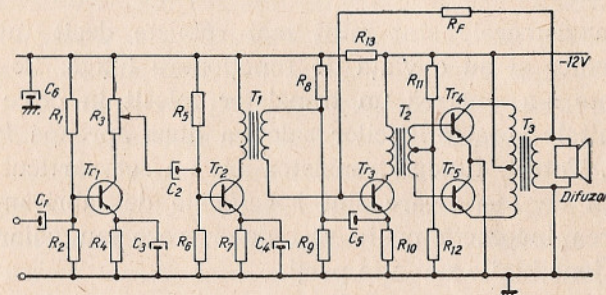 RF
R13
-12V
C6
R1
R3
R5
T1
R8
T2
R11
Tr4
T3
Tr1
C2
Tr2
Tr3
Tr5
Difuzor
C1
R2
R4
C3
R6
R7
C4
R9
C5
R10
R12